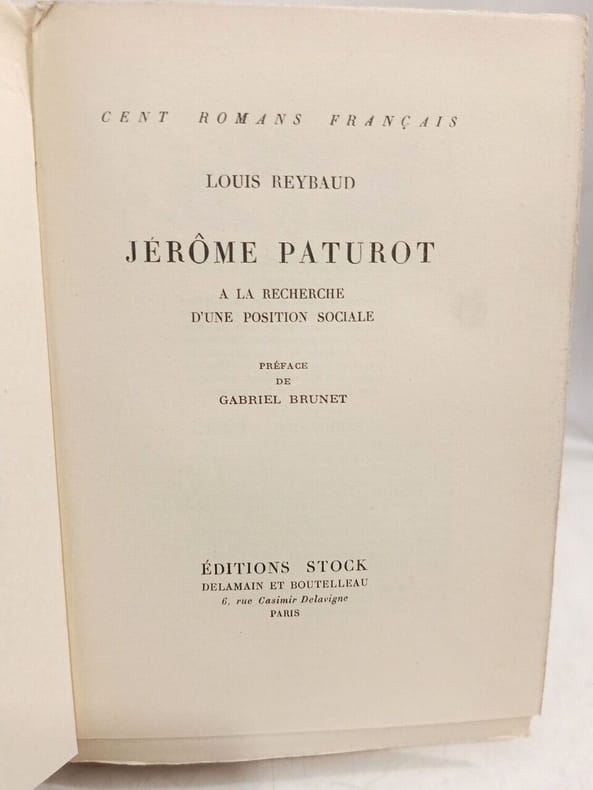 CENT ROMANS FRANÇAIS
LOUIS REYBAUD
JÉRÔME PATUROT
A LA RECHERCHE
D'UNE POSITION SOCIALE
PRÉFACE
DE
GABRIEL BRUNET
ÉDITIONS STOCK
DELAMAIN ET BOUTELLEAU
6, rue Casimir Delavigne
PARIS